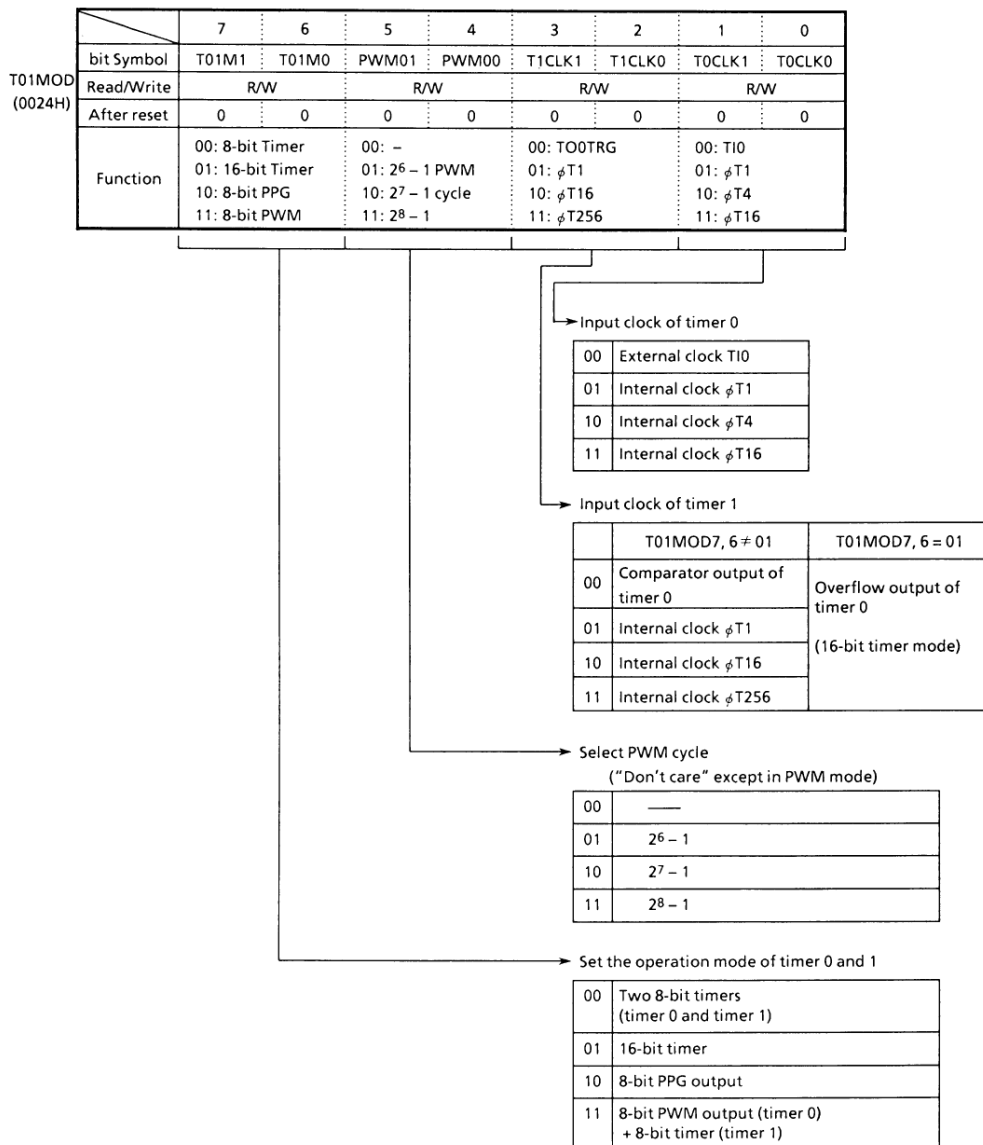 7 6 5 4 3 2 1 0
bit Symbol T01M1 T01M0 PWM01 PWM00 T1CLK1 T1CLK0 T0CLK1 T0CLK0
T01MOD
(0024H)
Read/Write R/W R/W R/W R/W
After reset 0 0 0 0 0 0 0 0
Function
00: 8-bit Timer 00: – 00: TO0TRG 00: TI0
01: 16-bit Timer 01: 2⁶ – 1 PWM 01: ϕT1 01: ϕT1
10: 8-bit PPG 10: 2⁷ – 1 cycle 10: ϕT16 10: ϕT4
11: 8-bit PWM 11: 2⁸ – 1 11: ϕT256 11: ϕT16
Input clock of timer 0
00 External clock TI0
01 Internal clock ϕT1
10 Internal clock ϕT4
11 Internal clock ϕT16
Input clock of timer 1
T01MOD7, 6 ≠ 01 T01MOD7, 6 = 01
00 Comparator output of
timer 0
01 Internal clock ϕT1
10 Internal clock ϕT16
11 Internal clock ϕT256
Overflow output of
timer 0
(16-bit timer mode)
Select PWM cycle
("Don't care" except in PWM mode)
00 —
01 2⁶ – 1
10 2⁷ – 1
11 2⁸ – 1
Set the operation mode of timer 0 and 1
00 Two 8-bit timers
(timer 0 and timer 1)
01 16-bit timer
10 8-bit PPG output
11 8-bit PWM output (timer 0)
+ 8-bit timer (timer 1)